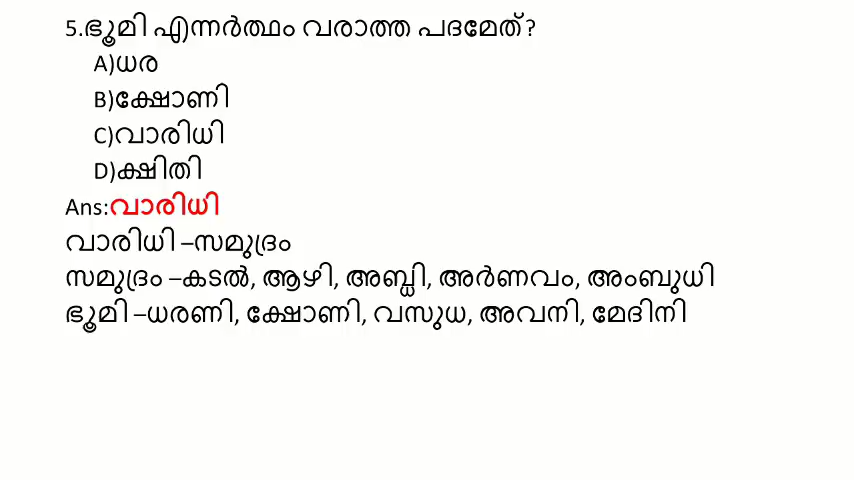 5.ഭൂമി എന്നർത്ഥം വരാത്ത പദമേത്?
A)ധര
B)ക്ഷോണി
C)വാരിധി
D)ക്ഷിതി
Ans:വാരിധി
വാരിധി –സമുദ്രം
സമുദ്രം –കടൽ, ആഴി, അബ്ധി, അർണവം, അംബുധി
ഭൂമി –ധരണി, ക്ഷോണി, വസുധ, അവനി, മേദിനി